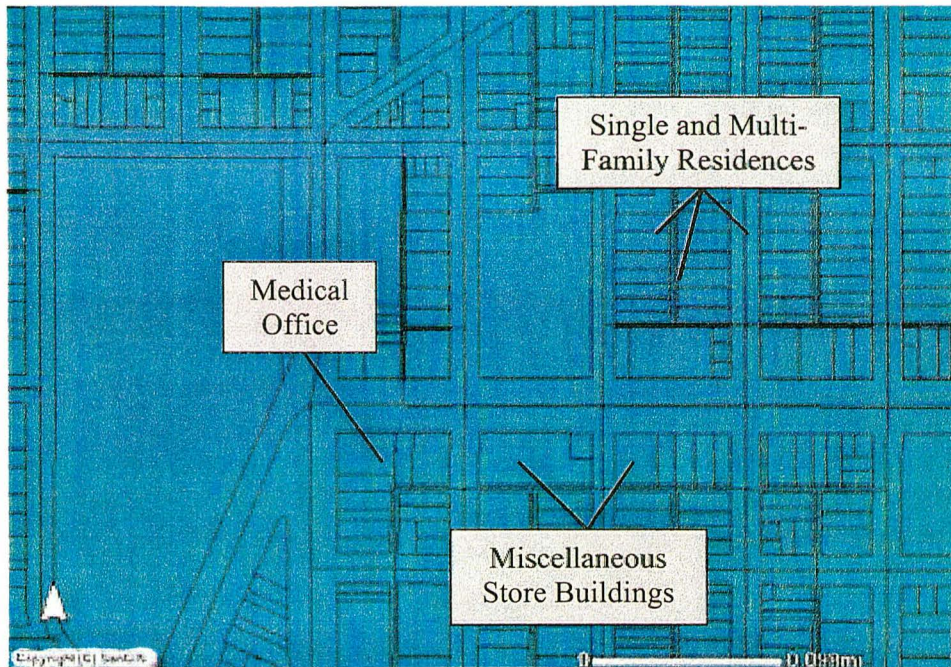 Single and Multi-
Family Residences
Medical
Office
Miscellaneous
Store Buildings